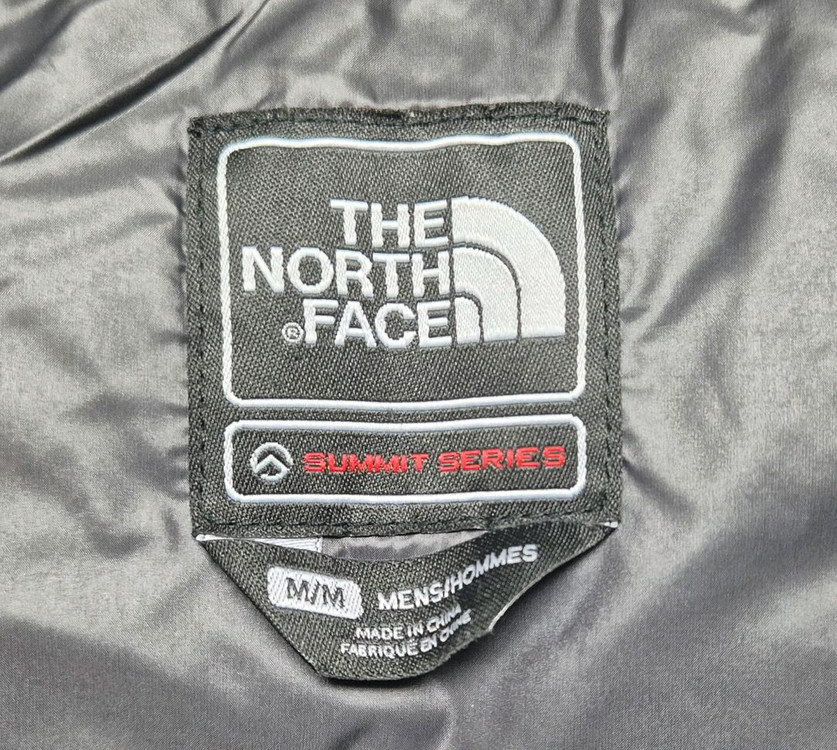 THE
NORTH
®FACE
SUMMIT SERIES
M/M MENS/HOMMES
MADE IN CHINA
FABRIQUÉ EN CHINE